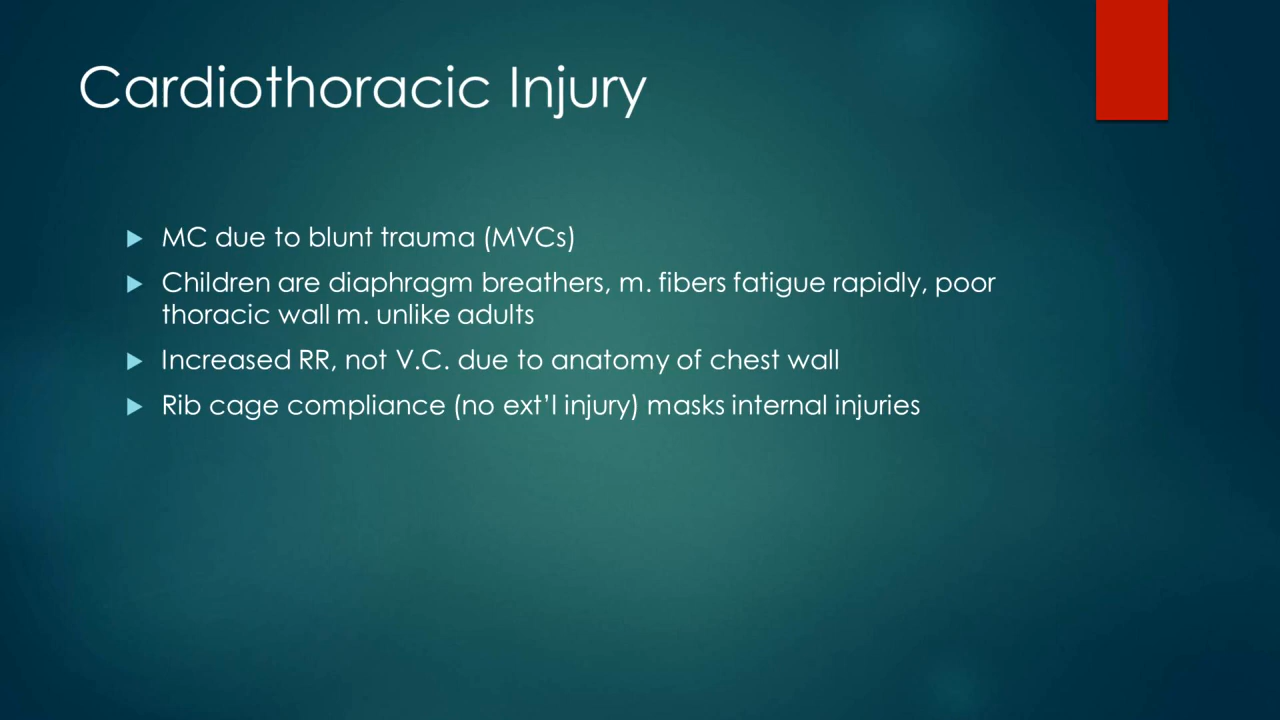 Cardiothoracic Injury
MC due to blunt trauma (MVCs)
Children are diaphragm breathers, m. fibers fatigue rapidly, poor
thoracic wall m. unlike adults
Increased RR, not V.C. due to anatomy of chest wall
Rib cage compliance (no ext’l injury) masks internal injuries